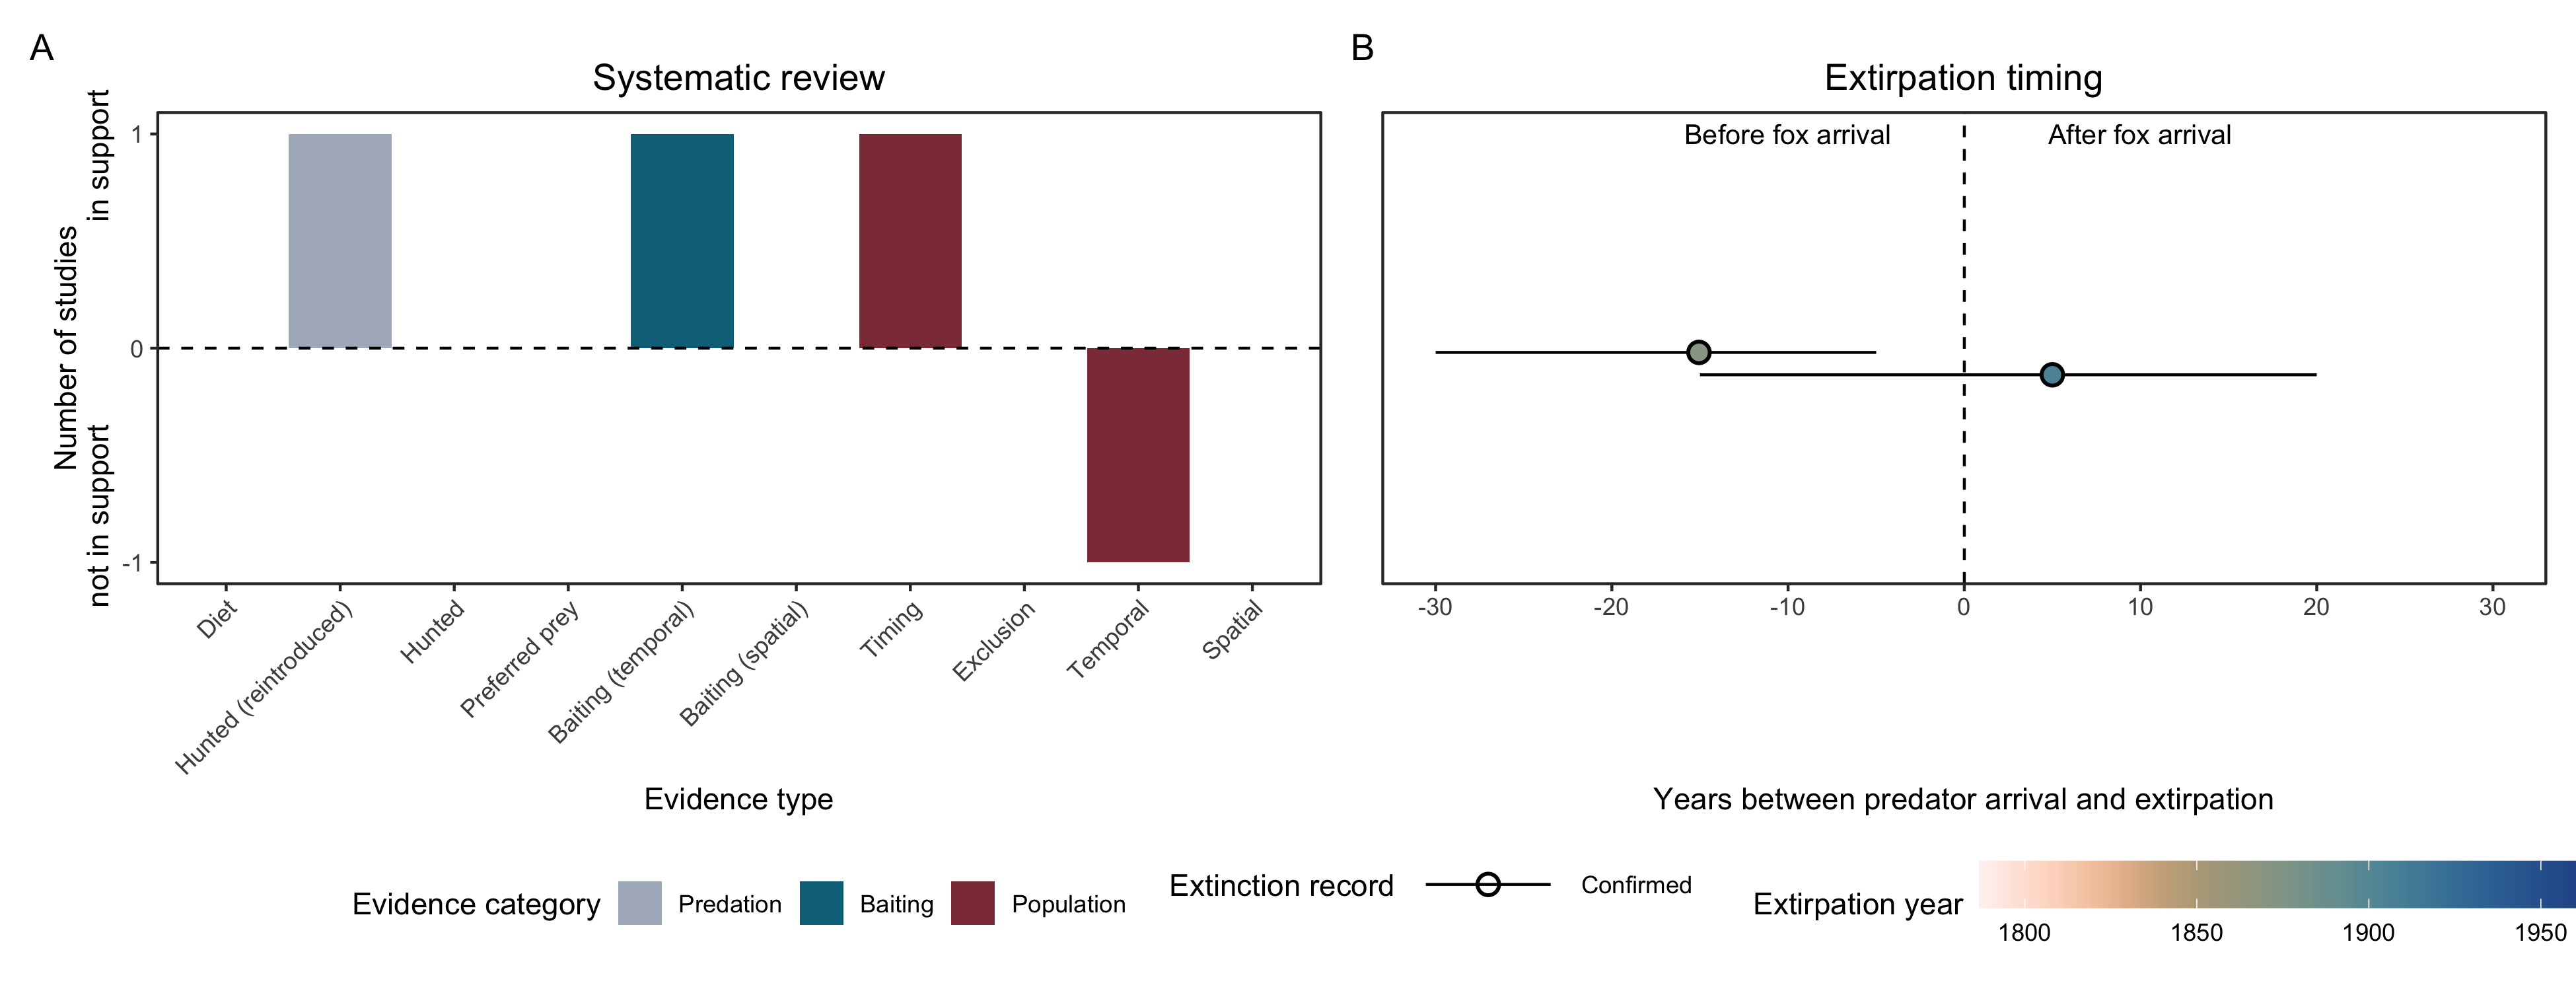 A
Systematic review
Number of studies
not in support in support
1
0
-1
Diet
Hunted (reintroduced)
Hunted
Preferred prey
Baiting (temporal)
Baiting (spatial)
Timing
Exclusion
Temporal
Spatial
Evidence type
B
Extirpation timing
Before fox arrival
After fox arrival
-30 -20 -10 0 10 20 30
Years between predator arrival and extirpation
Evidence category Predation Baiting Population
Extinction record Confirmed
Extirpation year
1800 1850 1900 1950